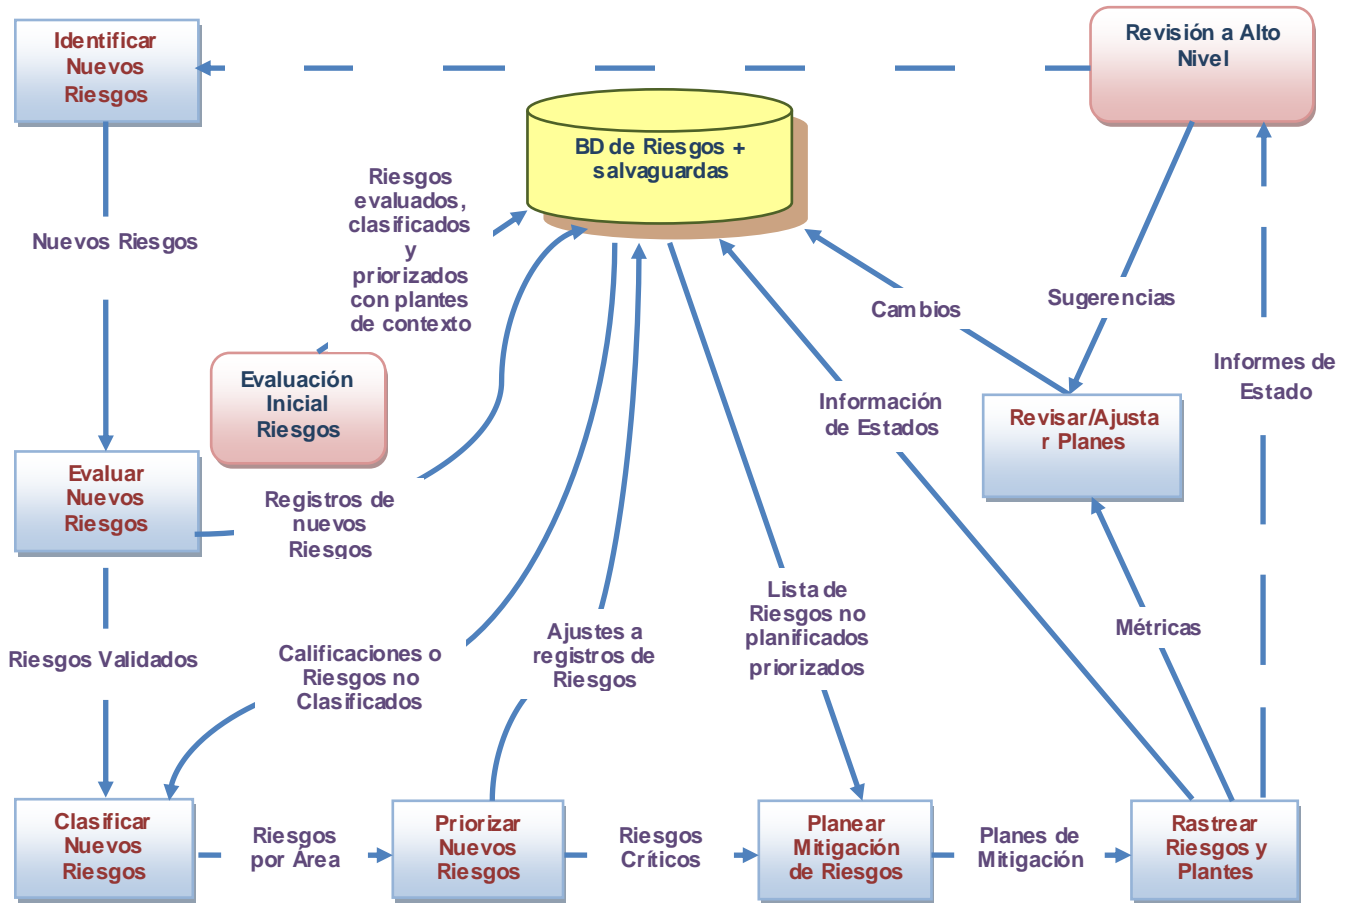 Identificar
Nuevos
Riesgos
Revisión a Alto
Nivel
BD de Riesgos +
salvaguardas
Riesgos
evaluados,
clasificados
y
priorizados
con plantes
de contexto
Nuevos Riesgos
Cambios
Sugerencias
Informes de
Estado
Evaluación
Inicial
Riesgos
Información
de Estados
Revisar/Ajusta
r Planes
Evaluar
Nuevos
Riesgos
Registros de
nuevos
Riesgos
Lista de
Riesgos no
planificados
priorizados
Métricas
Riesgos Validados
Calificaciones o
Riesgos no
Clasificados
Ajustes a
registros de
Riesgos
Clasificar
Nuevos
Riesgos
Riesgos
por Área
Priorizar
Nuevos
Riesgos
Riesgos
Críticos
Planear
Mitigación
de Riesgos
Planes de
Mitigación
Rastrear
Riesgos y
Plantes